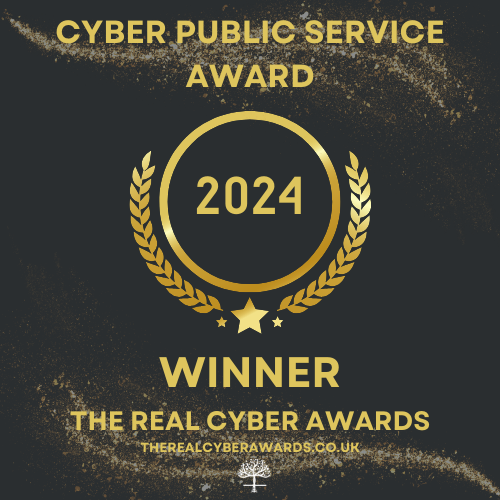 CYBER PUBLIC SERVICE
AWARD
2024
WINNER
THE REAL CYBER AWARDS
THEREALCYBERAWARDS.CO.UK